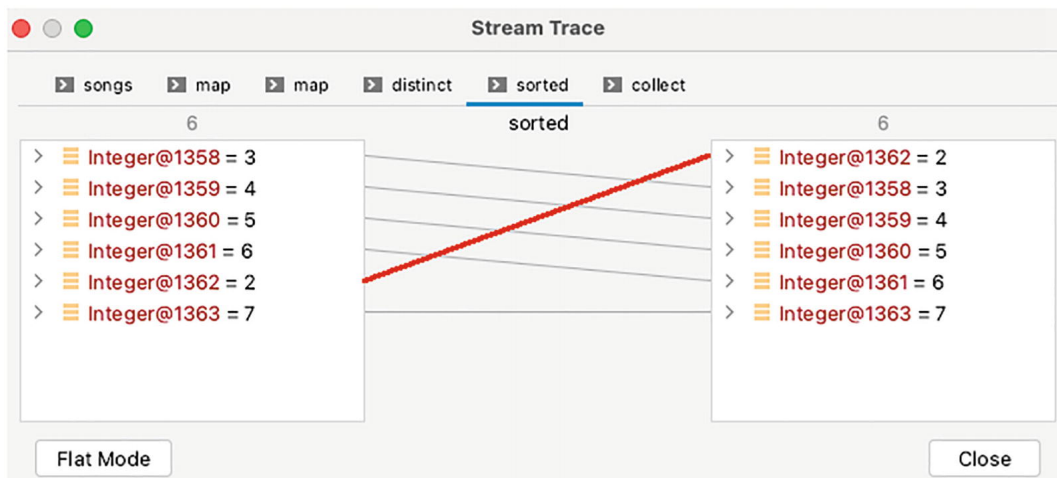 Stream Trace
songs map map distinct sorted collect
6 sorted 6
Integer@1358 = 3 Integer@1362 = 2
Integer@1359 = 4 Integer@1358 = 3
Integer@1360 = 5 Integer@1359 = 4
Integer@1361 = 6 Integer@1360 = 5
Integer@1362 = 2 Integer@1361 = 6
Integer@1363 = 7 Integer@1363 = 7
Flat Mode Close